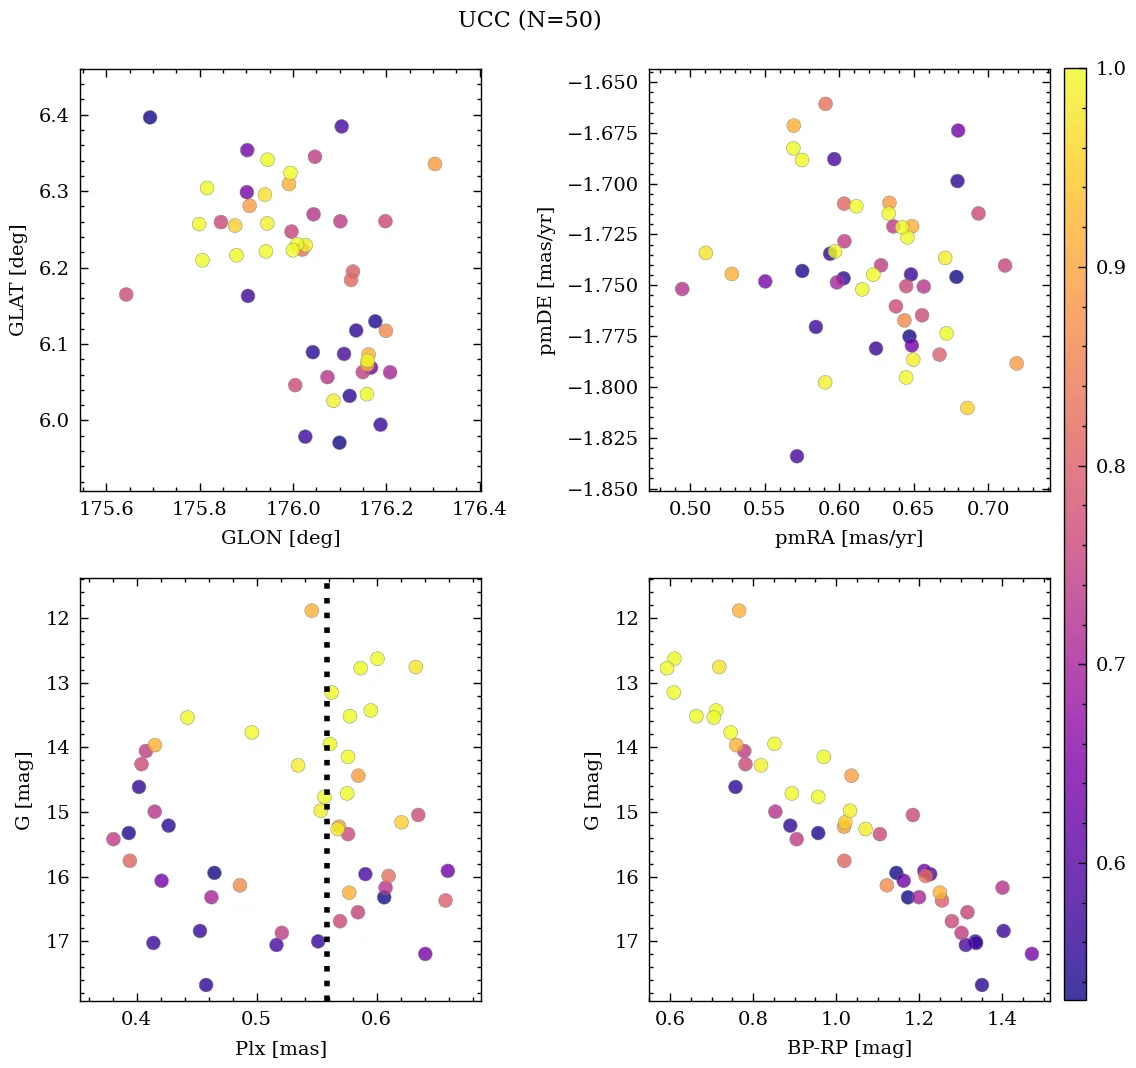 UCC (N=50)
6.4
6.3
6.2
6.1
6.0
GLAT [deg]
175.6 175.8 176.0 176.2 176.4
GLON [deg]
−1.650
−1.675
−1.700
−1.725
−1.750
−1.775
−1.800
−1.825
−1.850
pmDE [mas/yr]
0.50 0.55 0.60 0.65 0.70
pmRA [mas/yr]
1.0
0.9
0.8
0.7
0.6
12
13
14
15
16
17
G [mag]
0.4 0.5 0.6
Plx [mas]
12
13
14
15
16
17
G [mag]
0.6 0.8 1.0 1.2 1.4
BP-RP [mag]